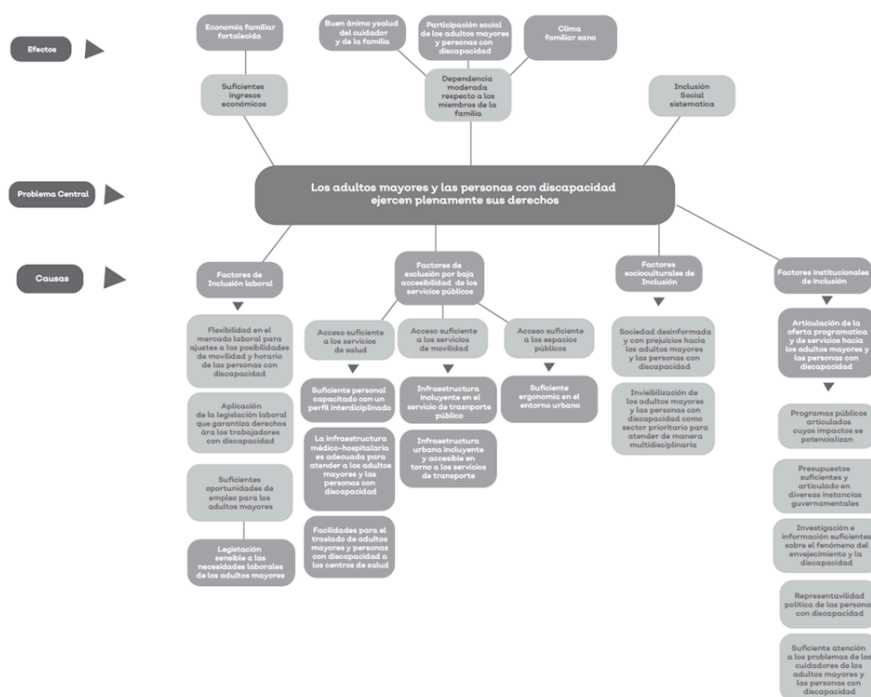 Efectos
Economía familiar
fortalecida
Buen ánimo ysalud
del cuidador
y de la familia
Participación social
de los adultos mayores
y personas con
discapacidad
Clima
familiar sano
Suficientes
ingresos
económicos
Dependencia
moderada
respecto a los
miembros de la
familia
Inclusión
Social
sistematica
Problema Central
Los adultos mayores y las personas con discapacidad
ejercen plenamente sus derechos
Causas
Factores de
Inclusión laboral
Factores de
exclusión por baja
accesibilidad de los
servicios públicos
Factores
socioculturales de
Inclusión
Factores institucionales
de inclusión
Flexibilidad en el
mercado laboral para
ajustes a las posibilidades
de movilidad y horario
de las personas con
discapacidad
Aplicación
de la legislación laboral
que garantiza derechos
àra los trabajadores
con discapacidad
Suficientes
oportunidades de
empleo para los
adultos mayores
Legistación
sensible a las
necesidades laborales
de los adultos mayores
Acceso suficiente
a los servicios
de salud
Suficiente personal
capacitado con un
perfil interdiciplinado
La infraestructura
médico-hospitalaria
es adecuada para
atender a los adultos
mayores y las
personas con
discapacidad
Facilidades para el
traslado de adultos
mayores y personas
con discapacidad a
los centros de salud
Acceso suficiente
a los servicios
de movilidad
Infraestructura
incluyente en el
servicio de transporte
público
Infraestructura
urbana incluyente
y accesible en
torno a los servicios
de transporte
Acceso suficiente
a los espacios
públicos
Suficiente
ergonomia en el
entorno urbano
Sociedad desinformada
y con prejuicios hacia
los adultos mayores
y las personas con
discapacidad
Invisibilización de
los adultos mayores
y las personas con
discapacidad como
sector prioritario para
atender de manera
multidisciplinaria
Articulación de la
oferta programatica
y de servicios hacia
los adultos mayores y
las personas con
discapacidad
Programas públicos
articulados
cuyos impactos se
potencializan
Presupuestos
suficientes y
articulado en
diversas instancias
guvernamentales
Investigación e
información suficientes
sobre el fenómeno del
envejecimiento y la
discapacidad
Representavilidad
política de las persona
con discapacidad
Suficiente atención
a los problemas de los
cuidadores de los
adultos mayores y
las personas con
discapacidad